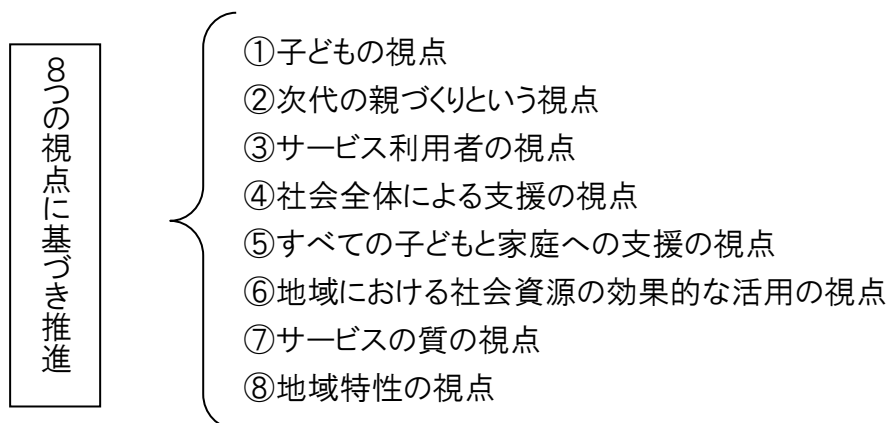 ８つの視点に基づき推進
①子どもの視点
②次代の親づくりという視点
③サービス利用者の視点
④社会全体による支援の視点
⑤すべての子どもと家庭への支援の視点
⑥地域における社会資源の効果的な活用の視点
⑦サービスの質の視点
⑧地域特性の視点